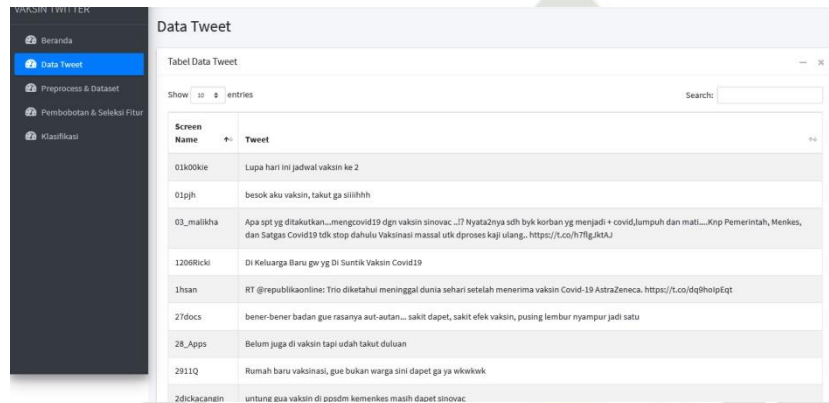 VAKSIN TWITTER
Beranda
Data Tweet
Preprocess & Dataset
Pembobotan & Seleksi Fitur
Klasifikasi
Data Tweet
Tabel Data Tweet
Show 10 entries
Search:
Screen
Name Tweet
01k00kie Lupa hari ini jadwal vaksin ke 2
01pjh besok aku vaksin, takut ga siiihhh
03_malikha Apa spt yg ditakutkan...mengcovid19 dgn vaksin sinovac ..!? Nyata2nya sdh byk korban yg menjadi + covid,lumpuh dan mati....Knp Pemerintah, Menkes,
dan Satgas Covid19 tdk stop dahulu Vaksinasi massal utk dproses kaji ulang.. https://t.co/h7flgJktAJ
1206Ricki Di Keluarga Baru gw yg Di Suntik Vaksin Covid19
1hsan RT @republikaonline: Trio diketahui meninggal dunia sehari setelah menerima vaksin Covid-19 AstraZeneca. https://t.co/dq9hoIpEqt
27docs bener-bener badan gue rasanya aut-autan... sakit dapet, sakit efek vaksin, pusing lembur nyampur jadi satu
28_Apps Belum juga di vaksin tapi udah takut duluan
2911Q Rumah baru vaksinasi, gue bukan warga sini dapet ga ya wkwkwk
2dickacangin untung gua vaksin di ppsdm kemenkes masih dapet sinovac